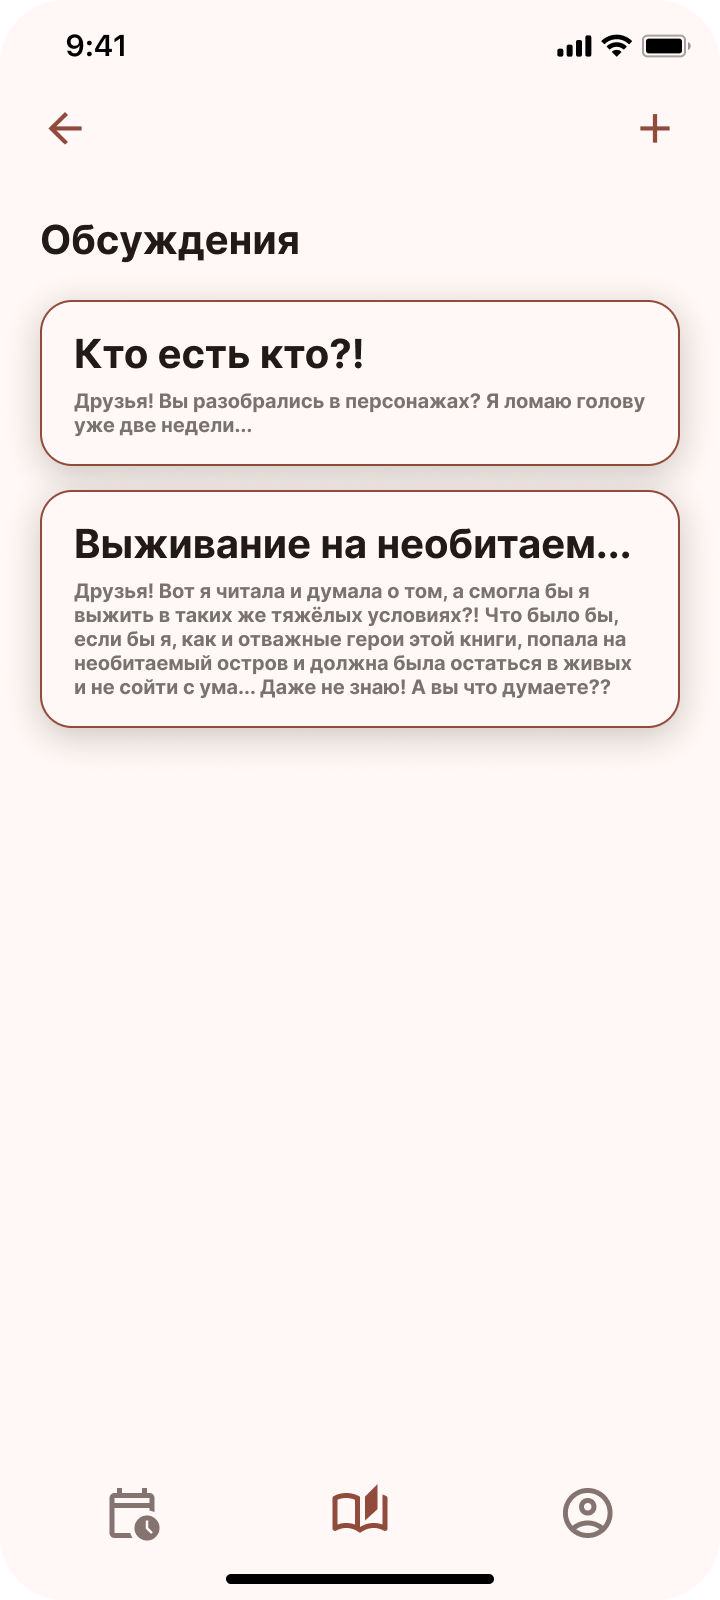 9:41
Обсуждения
Кто есть кто?!
Друзья! Вы разобрались в персонажах? Я ломаю голову
уже две недели...
Выживание на необитаем...
Друзья! Вот я читала и думала о том, а смогла бы я
выжить в таких же тяжёлых условиях?! Что было бы,
если бы я, как и отважные герои этой книги, попала на
необитаемый остров и должна была остаться в живых
и не сойти с ума... Даже не знаю! А вы что думаете??